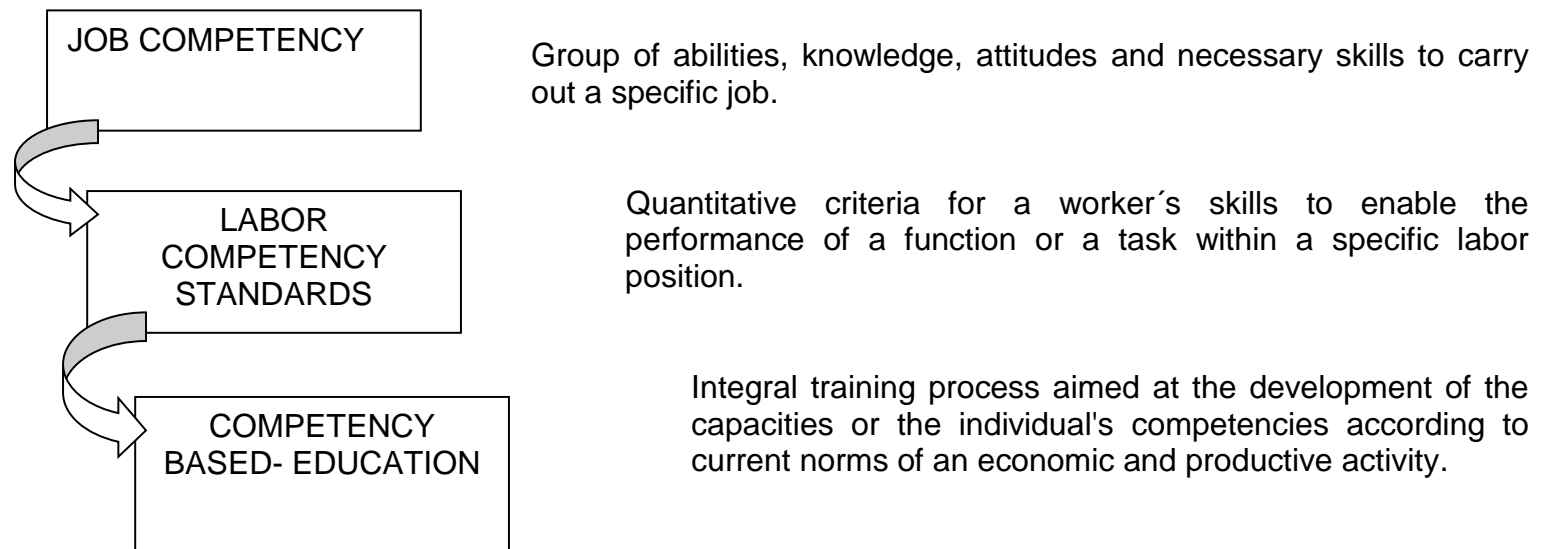 JOB COMPETENCY
Group of abilities, knowledge, attitudes and necessary skills to carry
out a specific job.
LABOR
COMPETENCY
STANDARDS
Quantitative criteria for a worker´s skills to enable the
performance of a function or a task within a specific labor
position.
COMPETENCY
BASED- EDUCATION
Integral training process aimed at the development of the
capacities or the individual's competencies according to
current norms of an economic and productive activity.